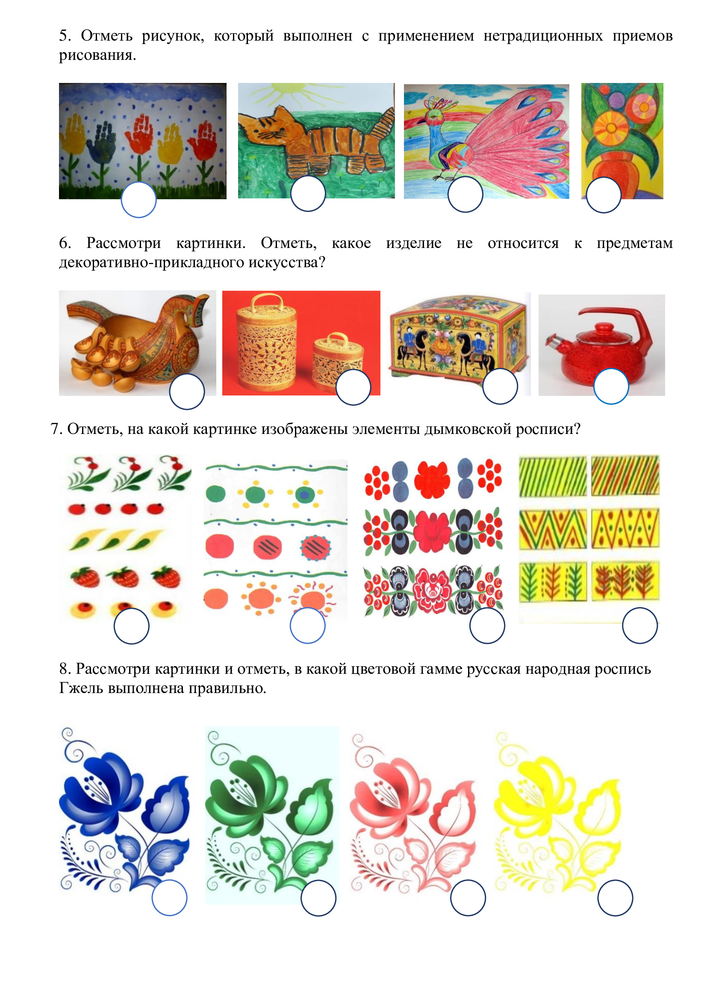 5. Отметь рисунок, который выполнен с применением нетрадиционных приемов
рисования.
6. Рассмотри картинки. Отметь, какое изделие не относится к предметам
декоративно-прикладного искусства?
7. Отметь, на какой картинке изображены элементы дымковской росписи?
8. Рассмотри картинки и отметь, в какой цветовой гамме русская народная роспись
Гжель выполнена правильно.